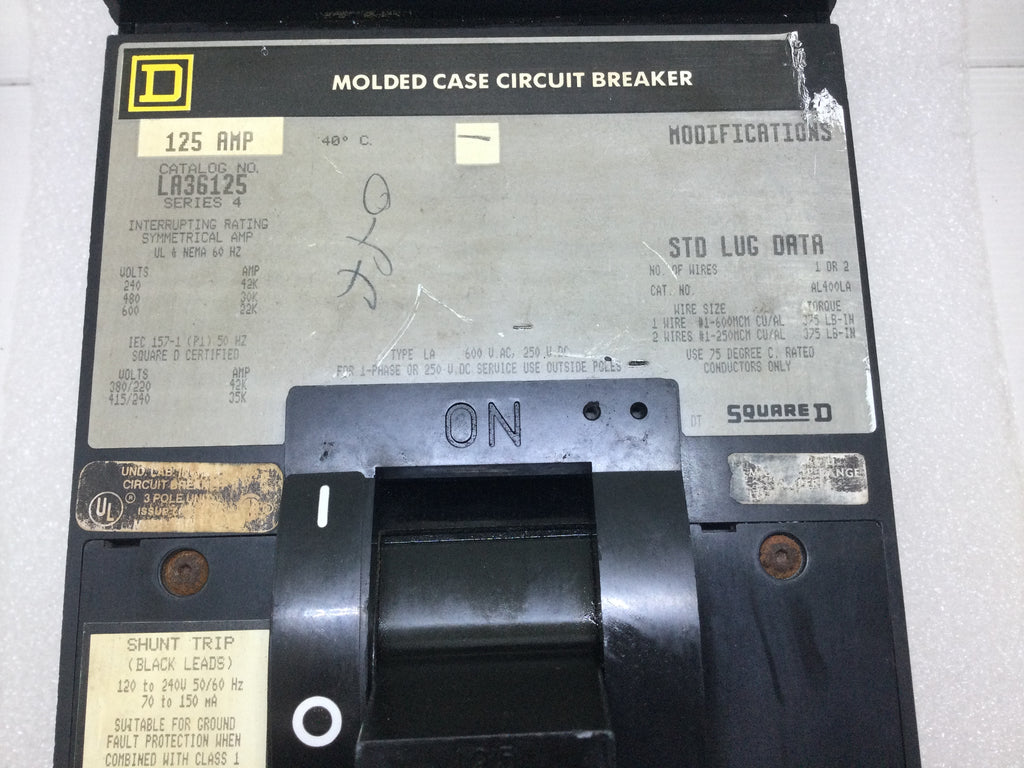 D
MOLDED CASE CIRCUIT BREAKER
125 AMP
40° C.
MODIFICATIONS
CATALOG NO.
LA36125
SERIES 4
INTERRUPTING RATING
SYMMETRICAL AMP
UL & NEMA 60 HZ
VOLTS AMP
240 42K
480 30K
600 22K
IEC 157-1 (P1) 50 HZ
SQUARE D CERTIFIED
VOLTS AMP
380/220 42K
415/240 35K
STD LUG DATA
NO. OF WIRES 1 OR 2
CAT. NO. AL400LA
WIRE SIZE TORQUE
1 WIRE #1-600MCM CU/AL 375 LB-IN
2 WIRES #1-250MCM CU/AL 375 LB-IN
USE 75 DEGREE C. RATED
CONDUCTORS ONLY
TYPE LA 600 V.AC, 250 V.DC
FOR 1-PHASE OR 250 V.DC SERVICE USE OUTSIDE POLES
DT SQUARE D
ON
UND. LAB.
CIRCUIT
UL ® 3 POLE UNIT
I
SHUNT TRIP
(BLACK LEADS)
120 to 240V 50/60 Hz
70 to 150 mA
SUITABLE FOR GROUND
FAULT PROTECTION WHEN
COMBINED WITH CLASS 1
O